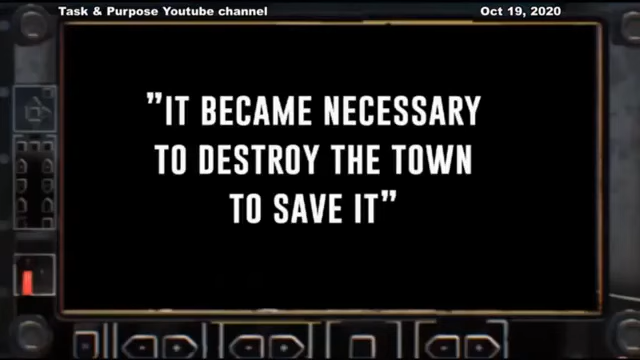 Task & Purpose Youtube channel
Oct 19, 2020
"IT BECAME NECESSARY
TO DESTROY THE TOWN
TO SAVE IT"